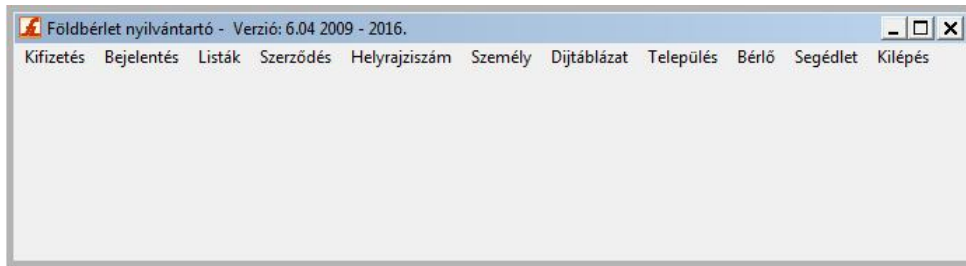 Földbérlet nyilvántartó - Verzió: 6.04 2009 - 2016.
Kifizetés Bejelentés Listák Szerződés Helyrajziszám Személy Dijtáblázat Település Bérlő Segédlet Kilépés